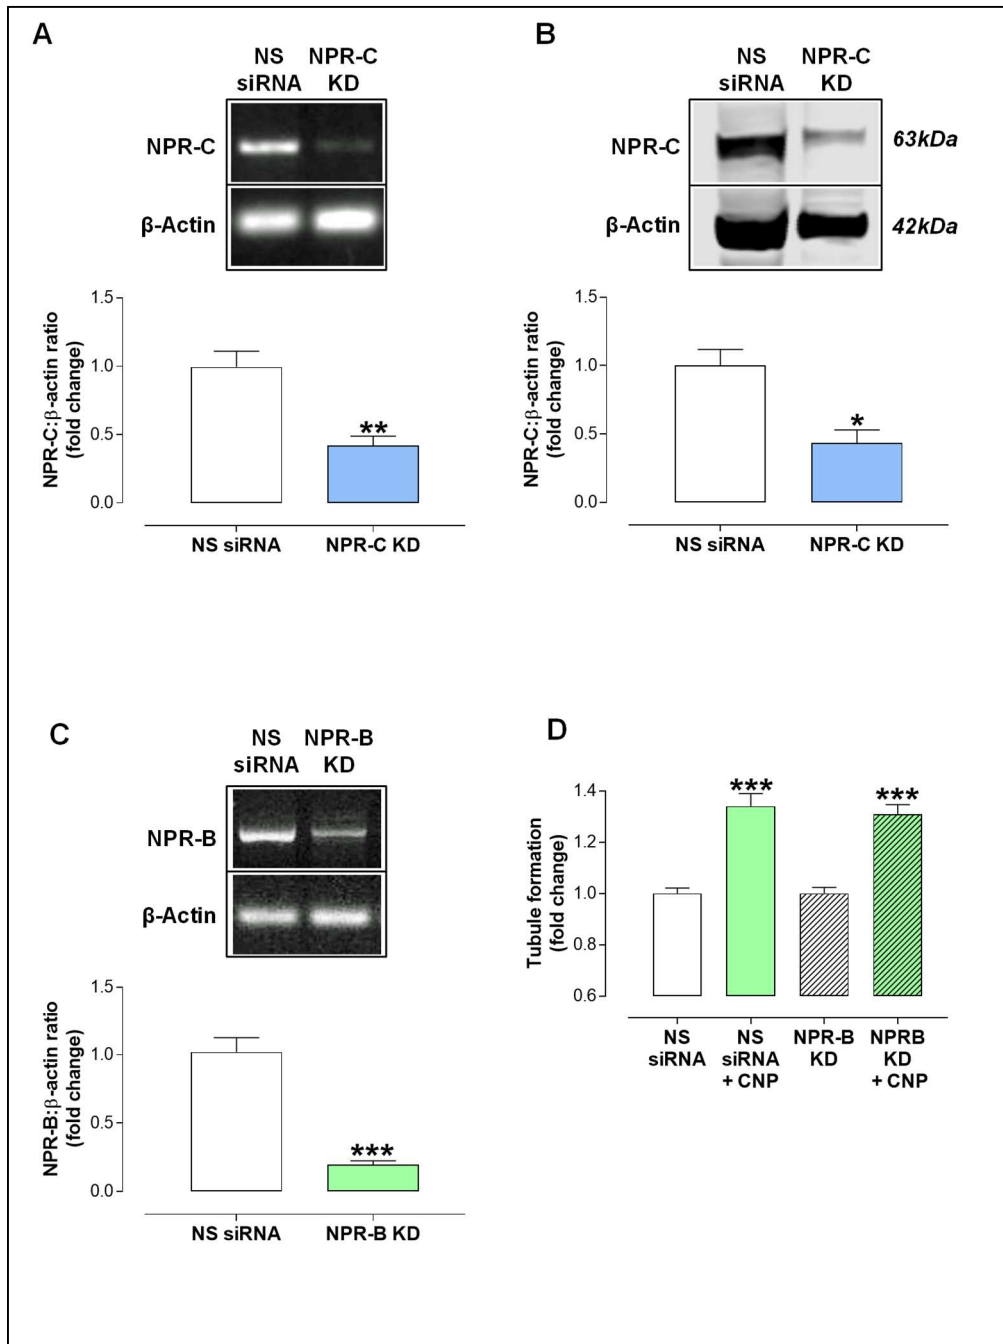 A
NS NPR-C
siRNA KD
NPR-C
β-Actin
NPR-C:β-actin ratio
(fold change)
1.5
1.0
0.5
0.0
**
NS siRNA NPR-C KD
B
NS NPR-C
siRNA KD
NPR-C 63kDa
β-Actin 42kDa
NPR-C:β-actin ratio
(fold change)
1.5
1.0
0.5
0.0
*
NS siRNA NPR-C KD
C
NS NPR-B
siRNA KD
NPR-B
β-Actin
NPR-B:β-actin ratio
(fold change)
1.5
1.0
0.5
0.0
***
NS siRNA NPR-B KD
D
Tubule formation
(fold change)
1.4
1.2
1.0
0.8
0.6
*** ***
NS NS NPR-B NPRB
siRNA siRNA KD KD
+ CNP + CNP